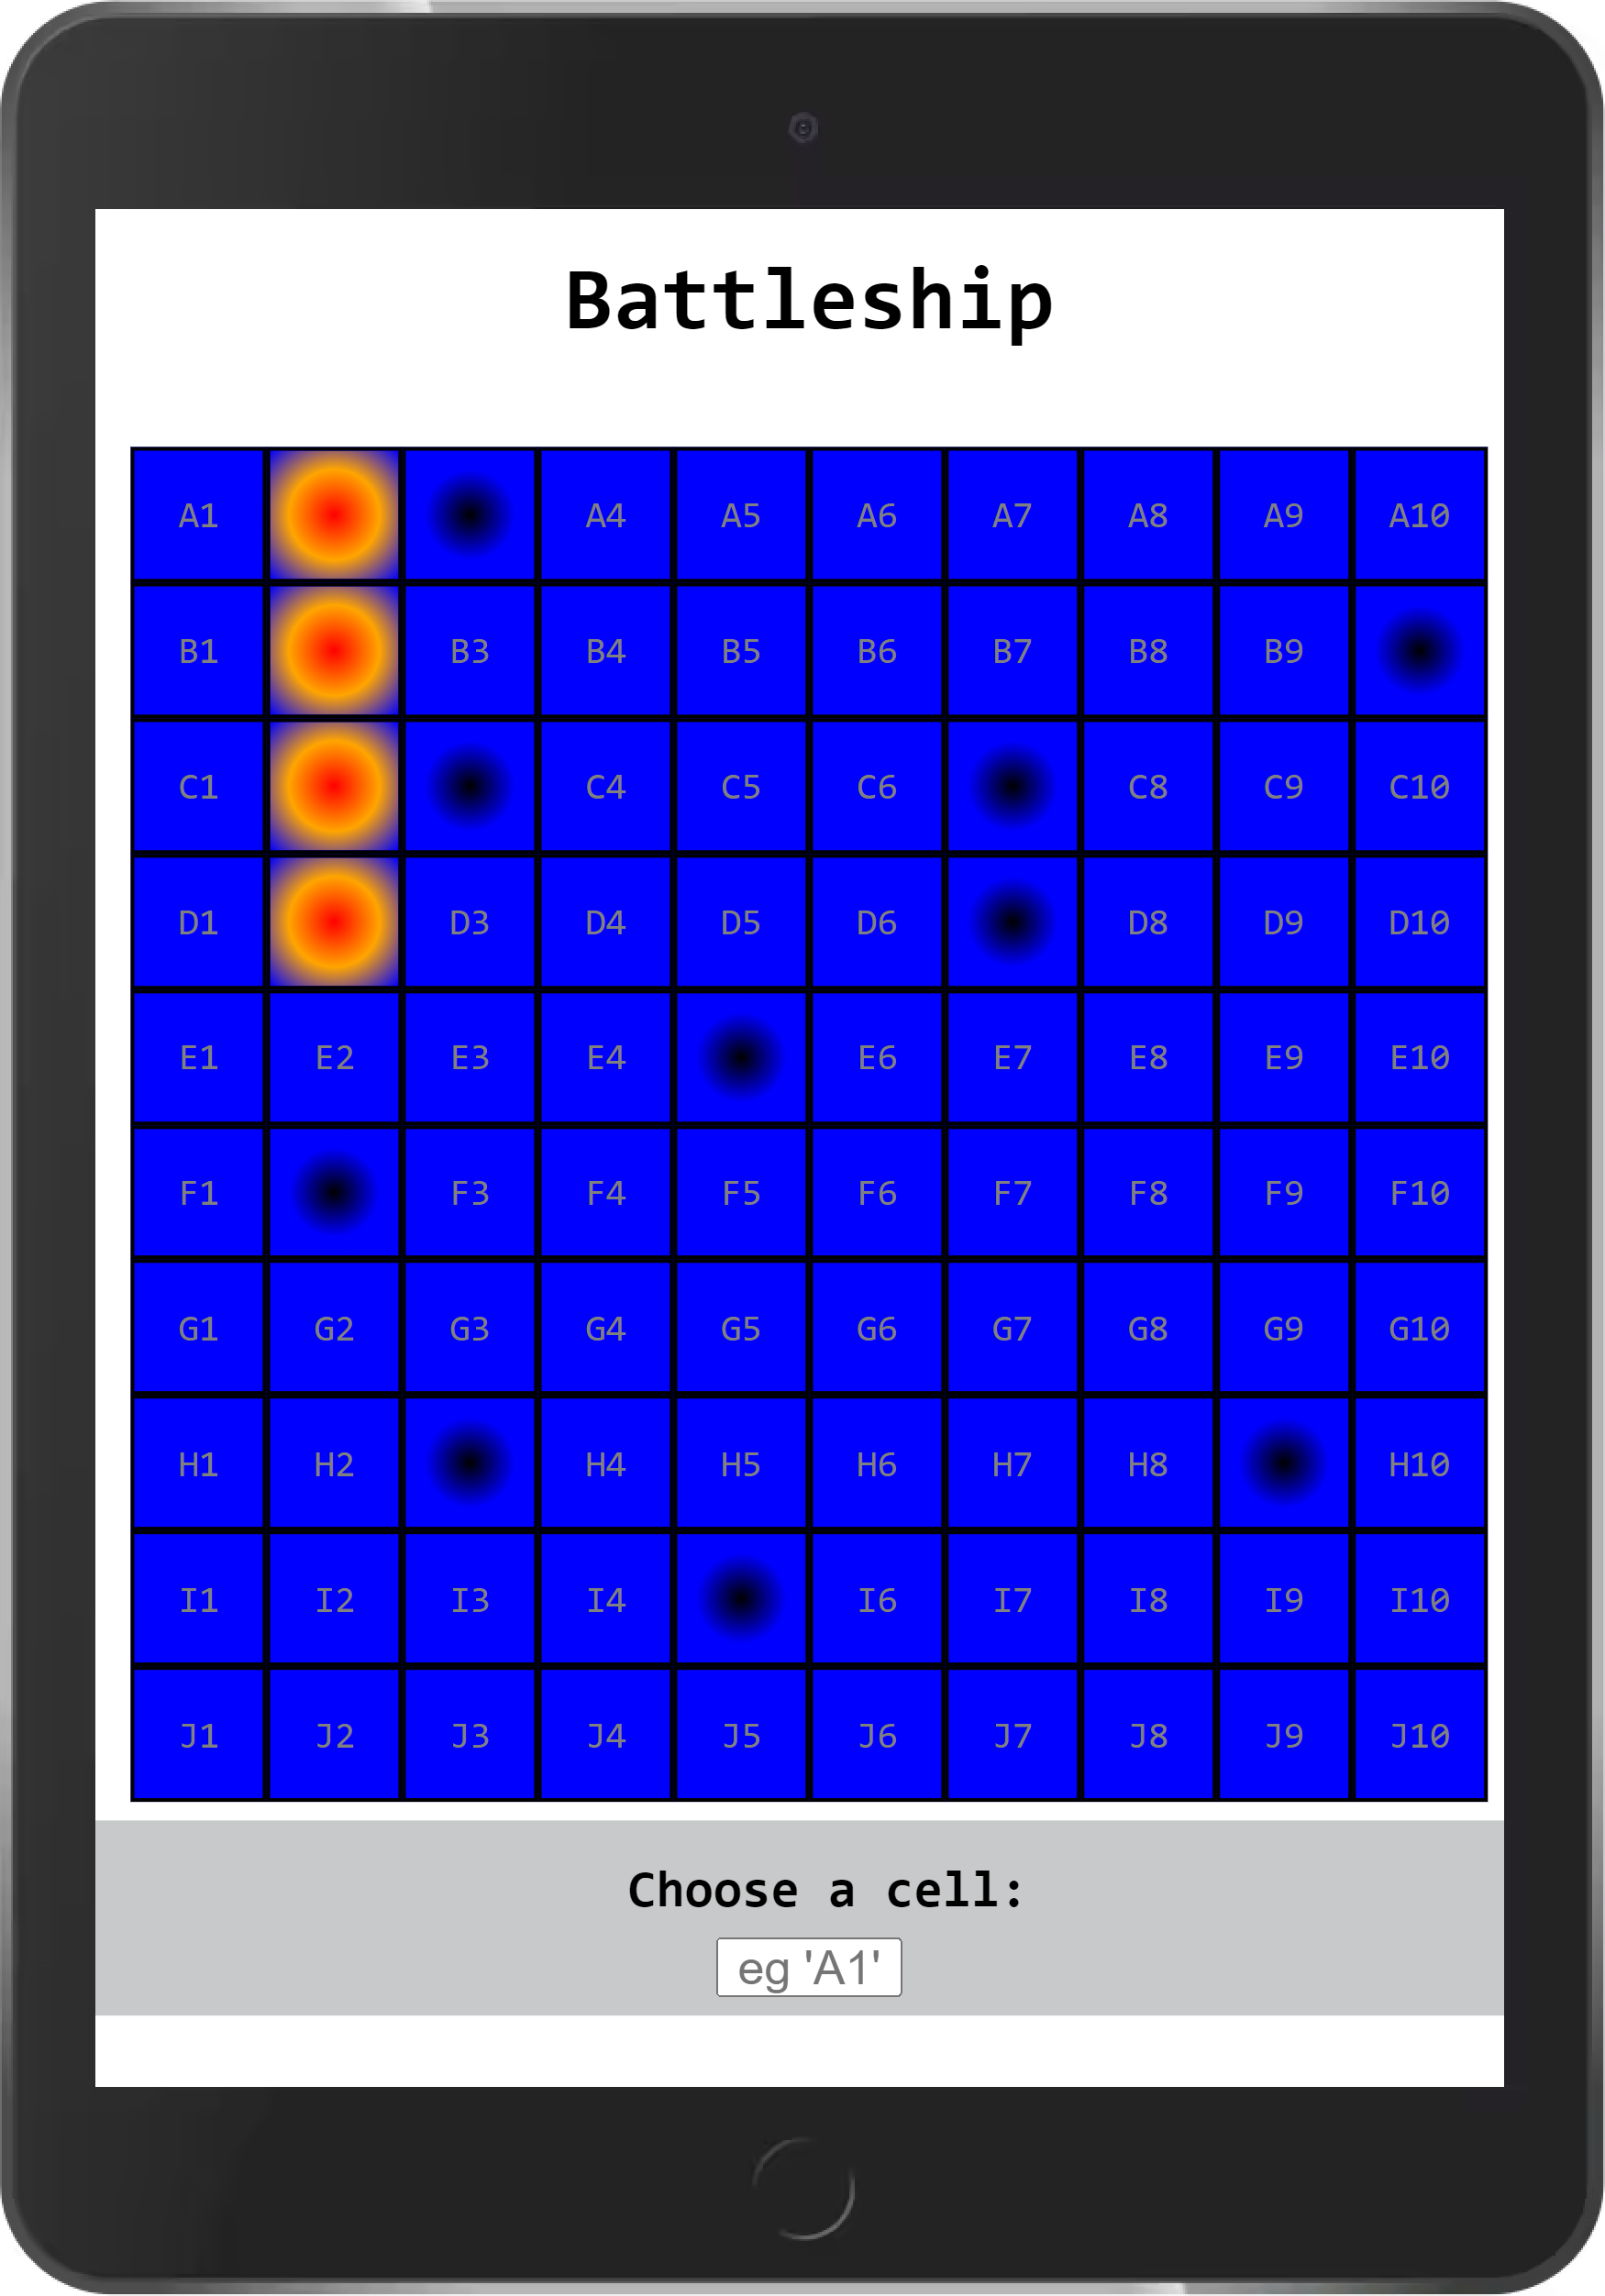 Battleship
A1 A4 A5 A6 A7 A8 A9 A10
B1 B3 B4 B5 B6 B7 B8 B9
C1 C4 C5 C6 C8 C9 C10
D1 D3 D4 D5 D6 D8 D9 D10
E1 E2 E3 E4 E6 E7 E8 E9 E10
F1 F3 F4 F5 F6 F7 F8 F9 F10
G1 G2 G3 G4 G5 G6 G7 G8 G9 G10
H1 H2 H4 H5 H6 H7 H8 H10
I1 I2 I3 I4 I6 I7 I8 I9 I10
J1 J2 J3 J4 J5 J6 J7 J8 J9 J10
Choose a cell:
eg 'A1'